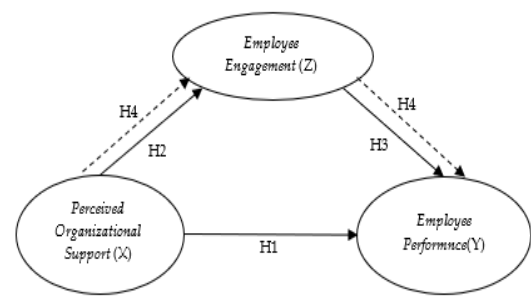 Employee
Engagement (Z)
H4
H4
H2
H3
Perceived
Organizational
Support (X)
Employee
Performnce(Y)
H1